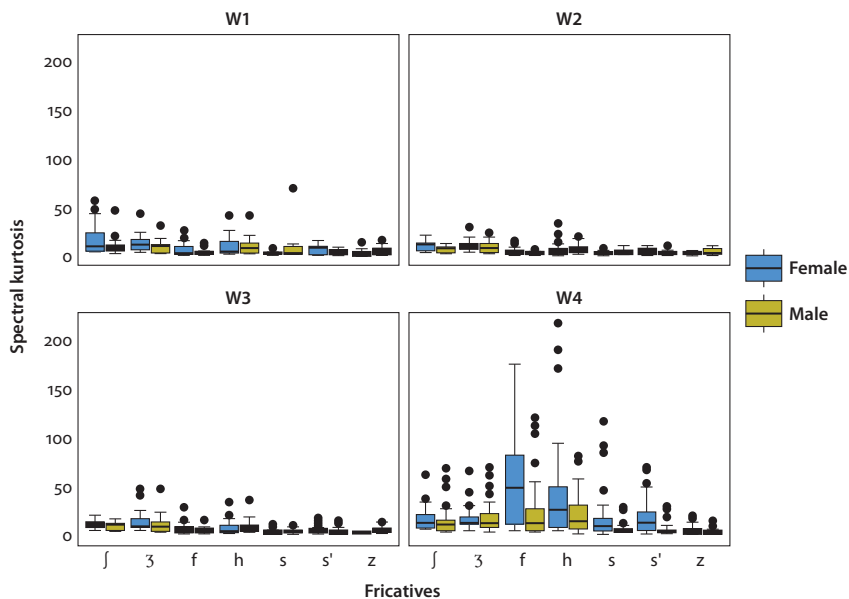 W1 W2
200
150
100
50
0
Spectral kurtosis
W3 W4
200
150
100
50
0
ʃ ʒ f h s s' z ʃ ʒ f h s s' z
Fricatives
Female
Male